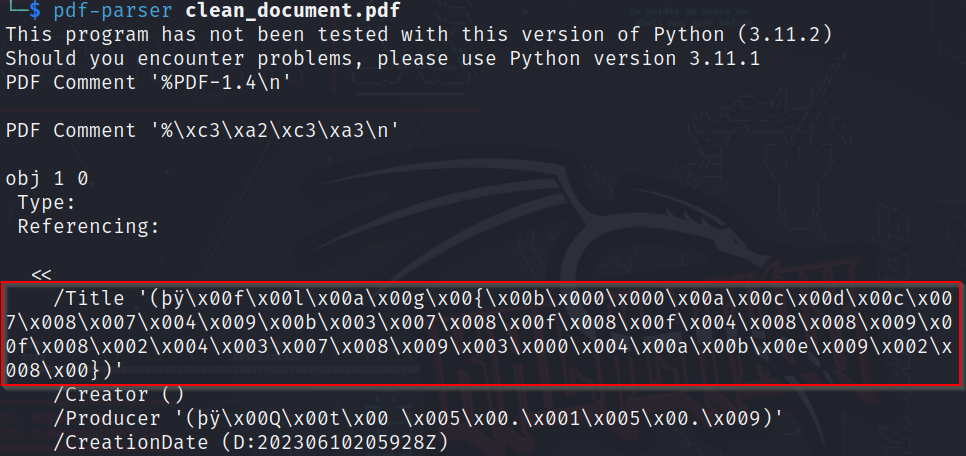 └─$ pdf-parser clean_document.pdf
This program has not been tested with this version of Python (3.11.2)
Should you encounter problems, please use Python version 3.11.1
PDF Comment '%PDF-1.4\n'
PDF Comment '%\xc3\xa2\xc3\xa3\n'
obj 1 0
Type:
Referencing:
<<
/Title '(þÿ\x00f\x00l\x00a\x00g\x00{\x00b\x000\x000\x00a\x00c\x00d\x00c\x00
7\x008\x007\x004\x009\x00b\x003\x007\x008\x00f\x008\x00f\x004\x008\x008\x009\x0
0f\x008\x002\x004\x003\x007\x008\x009\x003\x000\x004\x00a\x00b\x00e\x009\x002\x
008\x00})'
/Creator ()
/Producer '(þÿ\x00Q\x00t\x00 \x005\x00.\x001\x005\x00.\x009)'
/CreationDate (D:20230610205928Z)